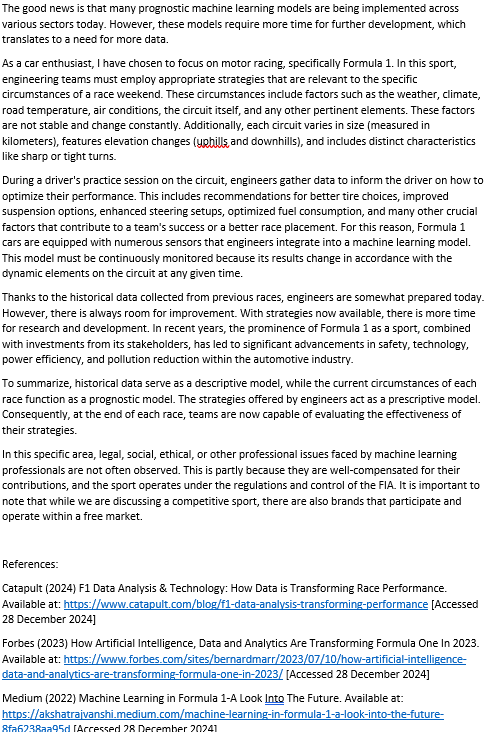 The good news is that many prognostic machine learning models are being implemented across
various sectors today. However, these models require more time for further development, which
translates to a need for more data.
As a car enthusiast, I have chosen to focus on motor racing, specifically Formula 1. In this sport,
engineering teams must employ appropriate strategies that are relevant to the specific
circumstances of a race weekend. These circumstances include factors such as the weather, climate,
road temperature, air conditions, the circuit itself, and any other pertinent elements. These factors
are not stable and change constantly. Additionally, each circuit varies in size (measured in
kilometers), features elevation changes (uphills and downhills), and includes distinct characteristics
like sharp or tight turns.
During a driver's practice session on the circuit, engineers gather data to inform the driver on how to
optimize their performance. This includes recommendations for better tire choices, improved
suspension options, enhanced steering setups, optimized fuel consumption, and many other crucial
factors that contribute to a team's success or a better race placement. For this reason, Formula 1
cars are equipped with numerous sensors that engineers integrate into a machine learning model.
This model must be continuously monitored because its results change in accordance with the
dynamic elements on the circuit at any given time.
Thanks to the historical data collected from previous races, engineers are somewhat prepared today.
However, there is always room for improvement. With strategies now available, there is more time
for research and development. In recent years, the prominence of Formula 1 as a sport, combined
with investments from its stakeholders, has led to significant advancements in safety, technology,
power efficiency, and pollution reduction within the automotive industry.
To summarize, historical data serve as a descriptive model, while the current circumstances of each
race function as a prognostic model. The strategies offered by engineers act as a prescriptive model.
Consequently, at the end of each race, teams are now capable of evaluating the effectiveness of
their strategies.
In this specific area, legal, social, ethical, or other professional issues faced by machine learning
professionals are not often observed. This is partly because they are well-compensated for their
contributions, and the sport operates under the regulations and control of the FIA. It is important to
note that while we are discussing a competitive sport, there are also brands that participate and
operate within a free market.
References:
Catapult (2024) F1 Data Analysis & Technology: How Data is Transforming Race Performance.
Available at: https://www.catapult.com/blog/f1-data-analysis-transforming-performance [Accessed
28 December 2024]
Forbes (2023) How Artificial Intelligence, Data and Analytics Are Transforming Formula One In 2023.
Available at: https://www.forbes.com/sites/bernardmarr/2023/07/10/how-artificial-intelligence-
data-and-analytics-are-transforming-formula-one-in-2023/ [Accessed 28 December 2024]
Medium (2022) Machine Learning in Formula 1-A Look Into The Future. Available at:
https://akshatrajvanshi.medium.com/machine-learning-in-formula-1-a-look-into-the-future-
8fa6238aa95d [Accessed 28 December 2024]